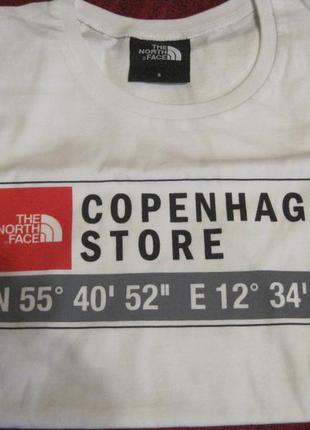 THE
NORTH
FACE
S
THE
NORTH
FACE
COPENHAG
STORE
N 55° 40' 52" E 12° 34'